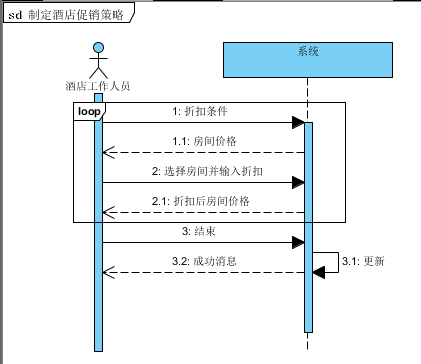 sd 制定酒店促销策略
系统
酒店工作人员
loop
1: 折扣条件
1.1: 房间价格
2: 选择房间并输入折扣
2.1: 折扣后房间价格
3: 结束
3.1: 更新
3.2: 成功消息